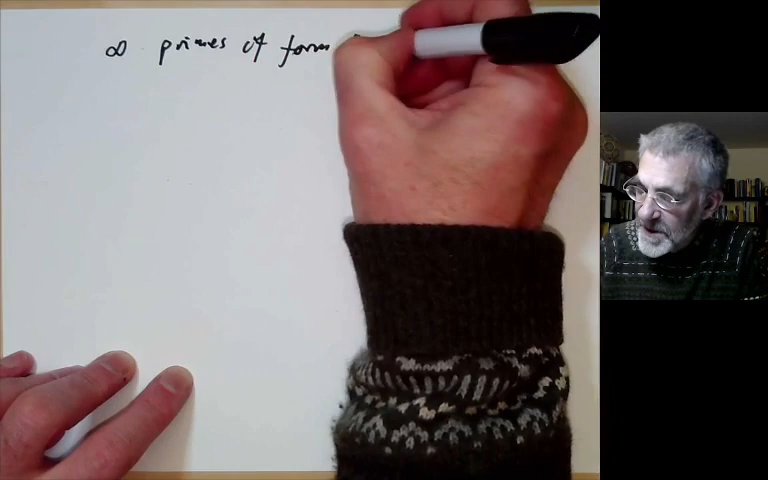 ∞ primes of form